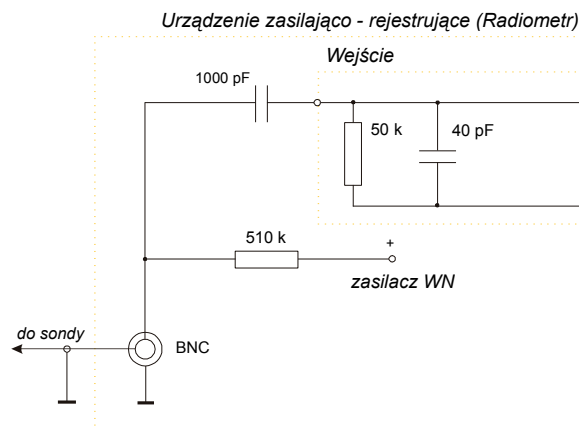 Urządzenie zasilająco - rejestrujące (Radiometr)
Wejście
1000 pF
50 k
40 pF
510 k
+
zasilacz WN
do sondy
BNC